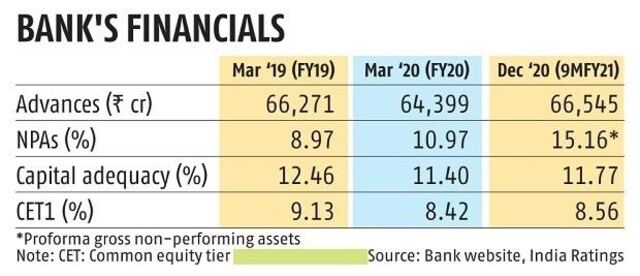 BANK'S FINANCIALS
Mar ‘19 (FY19) Mar ‘20 (FY20) Dec ‘20 (9MFY21)
Advances (₹ cr) 66,271 64,399 66,545
NPAs (%) 8.97 10.97 15.16*
Capital adequacy (%) 12.46 11.40 11.77
CET1 (%) 9.13 8.42 8.56
*Proforma gross non-performing assets
Note: CET: Common equity tier Source: Bank website, India Ratings